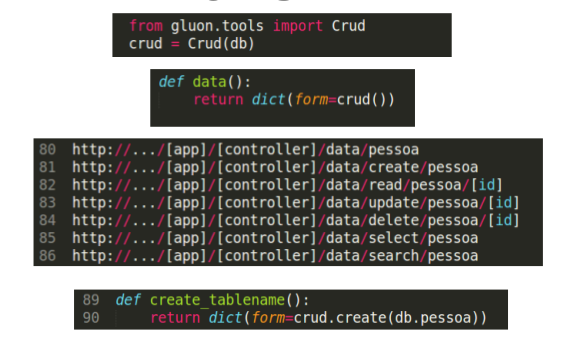 from gluon.tools import Crud
crud = Crud(db)
def data():
    return dict(form=crud())
80 http://.../[app]/[controller]/data/pessoa
81 http://.../[app]/[controller]/data/create/pessoa
82 http://.../[app]/[controller]/data/read/pessoa/[id]
83 http://.../[app]/[controller]/data/update/pessoa/[id]
84 http://.../[app]/[controller]/data/delete/pessoa/[id]
85 http://.../[app]/[controller]/data/select/pessoa
86 http://.../[app]/[controller]/data/search/pessoa
89 def create_tablename():
90     return dict(form=crud.create(db.pessoa))